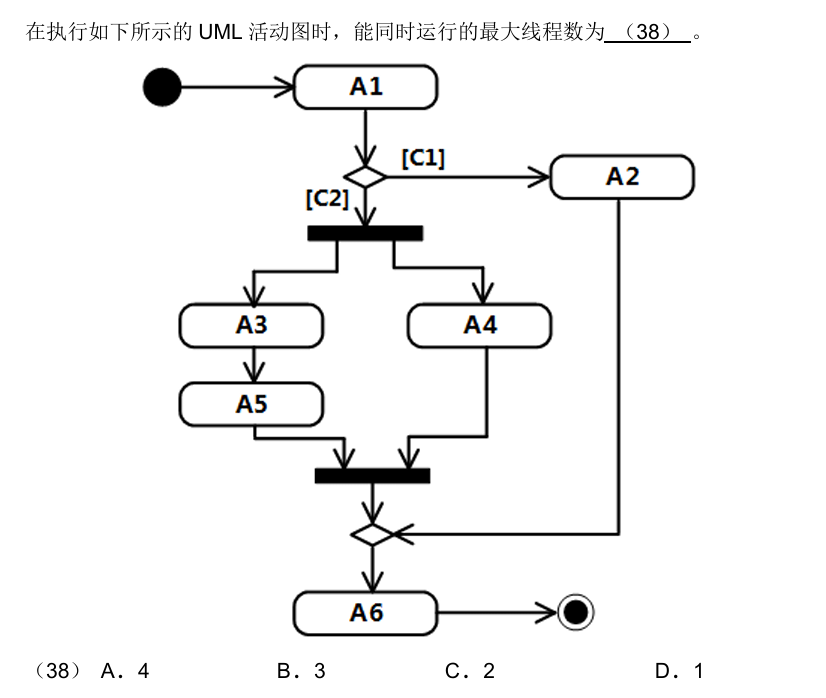 在执行如下所示的 UML 活动图时，能同时运行的最大线程数为 （38） 。
A1
[C1]
A2
[C2]
A3
A4
A5
A6
（38） A．4 B．3 C．2 D．1